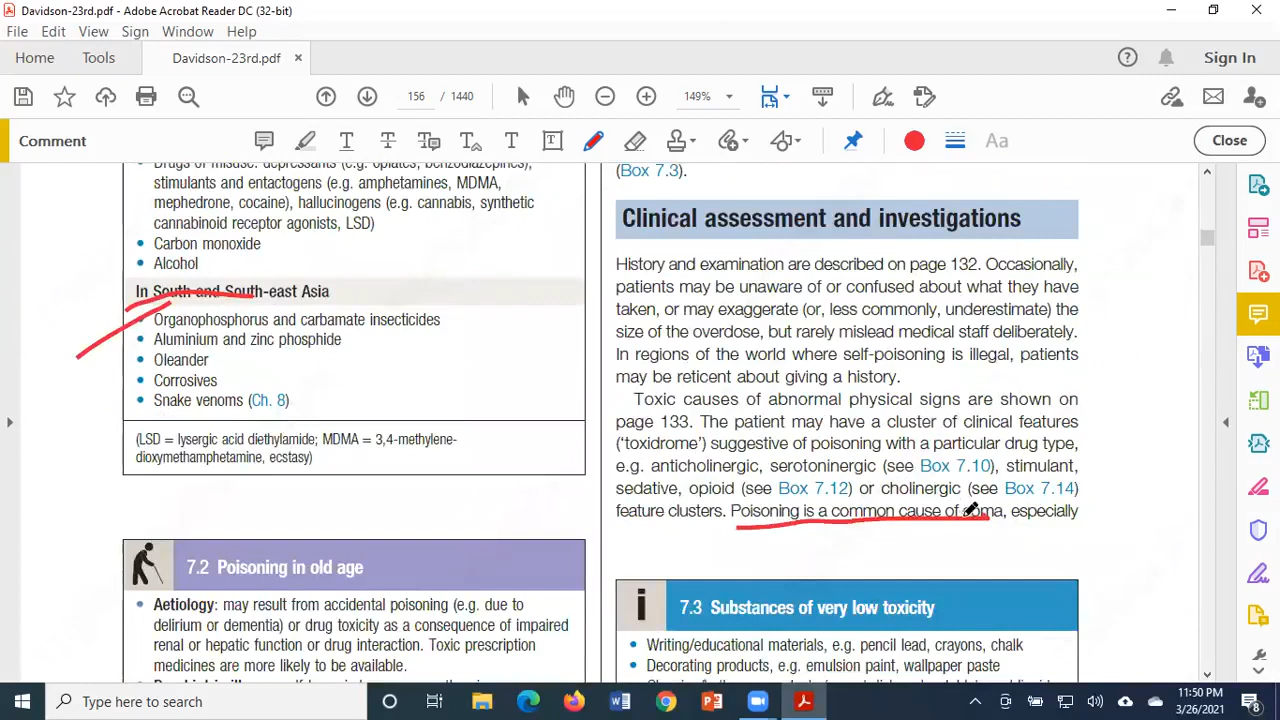 Davidson-23rd.pdf - Adobe Acrobat Reader DC (32-bit)
File Edit View Sign Window Help
Home Tools Davidson-23rd.pdf × Sign In
156 / 1440 149%
Comment T T T T Aa Close
Drugs of misuse: depressants (e.g. opiates, benzodiazepines),
stimulants and entactogens (e.g. amphetamines, MDMA,
mephedrone, cocaine), hallucinogens (e.g. cannabis, synthetic
cannabinoid receptor agonists, LSD)
• Carbon monoxide
• Alcohol
In South and South-east Asia
• Organophosphorus and carbamate insecticides
• Aluminium and zinc phosphide
• Oleander
• Corrosives
• Snake venoms (Ch. 8)
(LSD = lysergic acid diethylamide; MDMA = 3,4-methylene-
dioxymethamphetamine, ecstasy)
7.2 Poisoning in old age
• Aetiology: may result from accidental poisoning (e.g. due to
delirium or dementia) or drug toxicity as a consequence of impaired
renal or hepatic function or drug interaction. Toxic prescription
medicines are more likely to be available.
(Box 7.3).
Clinical assessment and investigations
History and examination are described on page 132. Occasionally,
patients may be unaware of or confused about what they have
taken, or may exaggerate (or, less commonly, underestimate) the
size of the overdose, but rarely mislead medical staff deliberately.
In regions of the world where self-poisoning is illegal, patients
may be reticent about giving a history.
Toxic causes of abnormal physical signs are shown on
page 133. The patient may have a cluster of clinical features
(‘toxidrome’) suggestive of poisoning with a particular drug type,
e.g. anticholinergic, serotoninergic (see Box 7.10), stimulant,
sedative, opioid (see Box 7.12) or cholinergic (see Box 7.14)
feature clusters. Poisoning is a common cause of coma, especially
i 7.3 Substances of very low toxicity
• Writing/educational materials, e.g. pencil lead, crayons, chalk
• Decorating products, e.g. emulsion paint, wallpaper paste
Type here to search
11:50 PM
3/26/2021
8